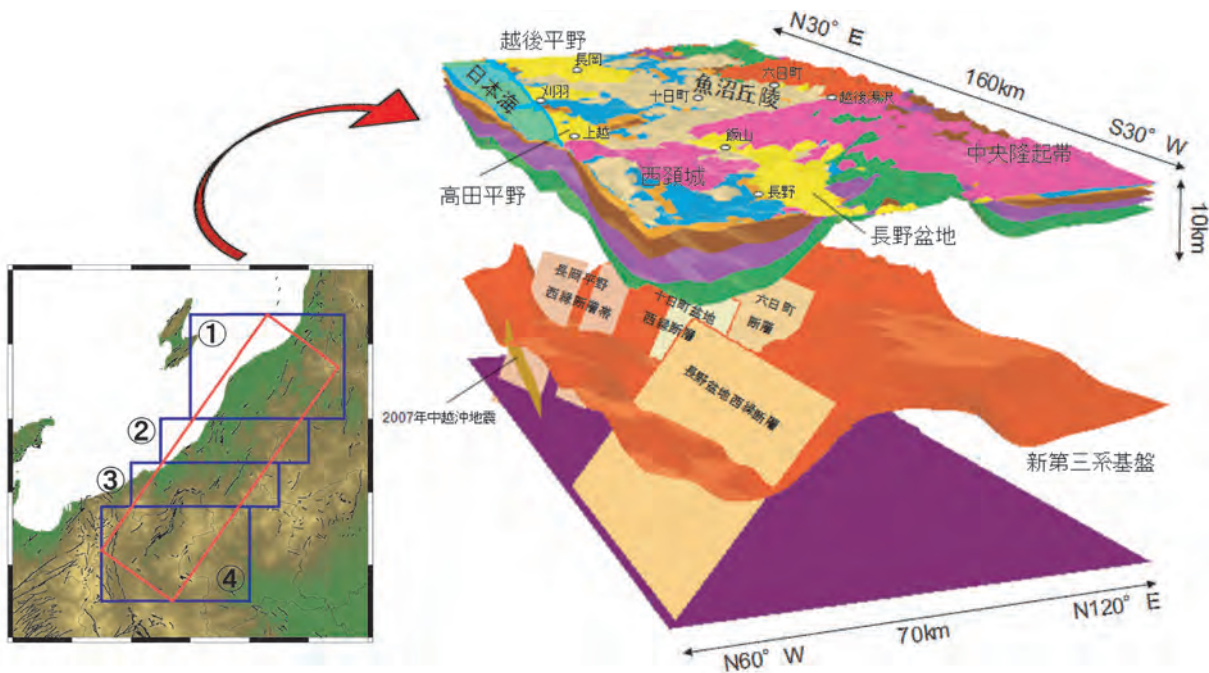 ①
②
③
④
N30° E
160km
S30° W
10km
越後平野
長岡
日本海
刈羽
十日町
魚沼丘陵
六日町
越後湯沢
上越
飯山
中央隆起帯
高田平野
西頚城
長野
長野盆地
長岡平野
西縁断層帯
十日町盆地
西縁断層
六日町
断層
長野盆地西縁断層
2007年中越沖地震
新第三系基盤
N120° E
70km
N60° W